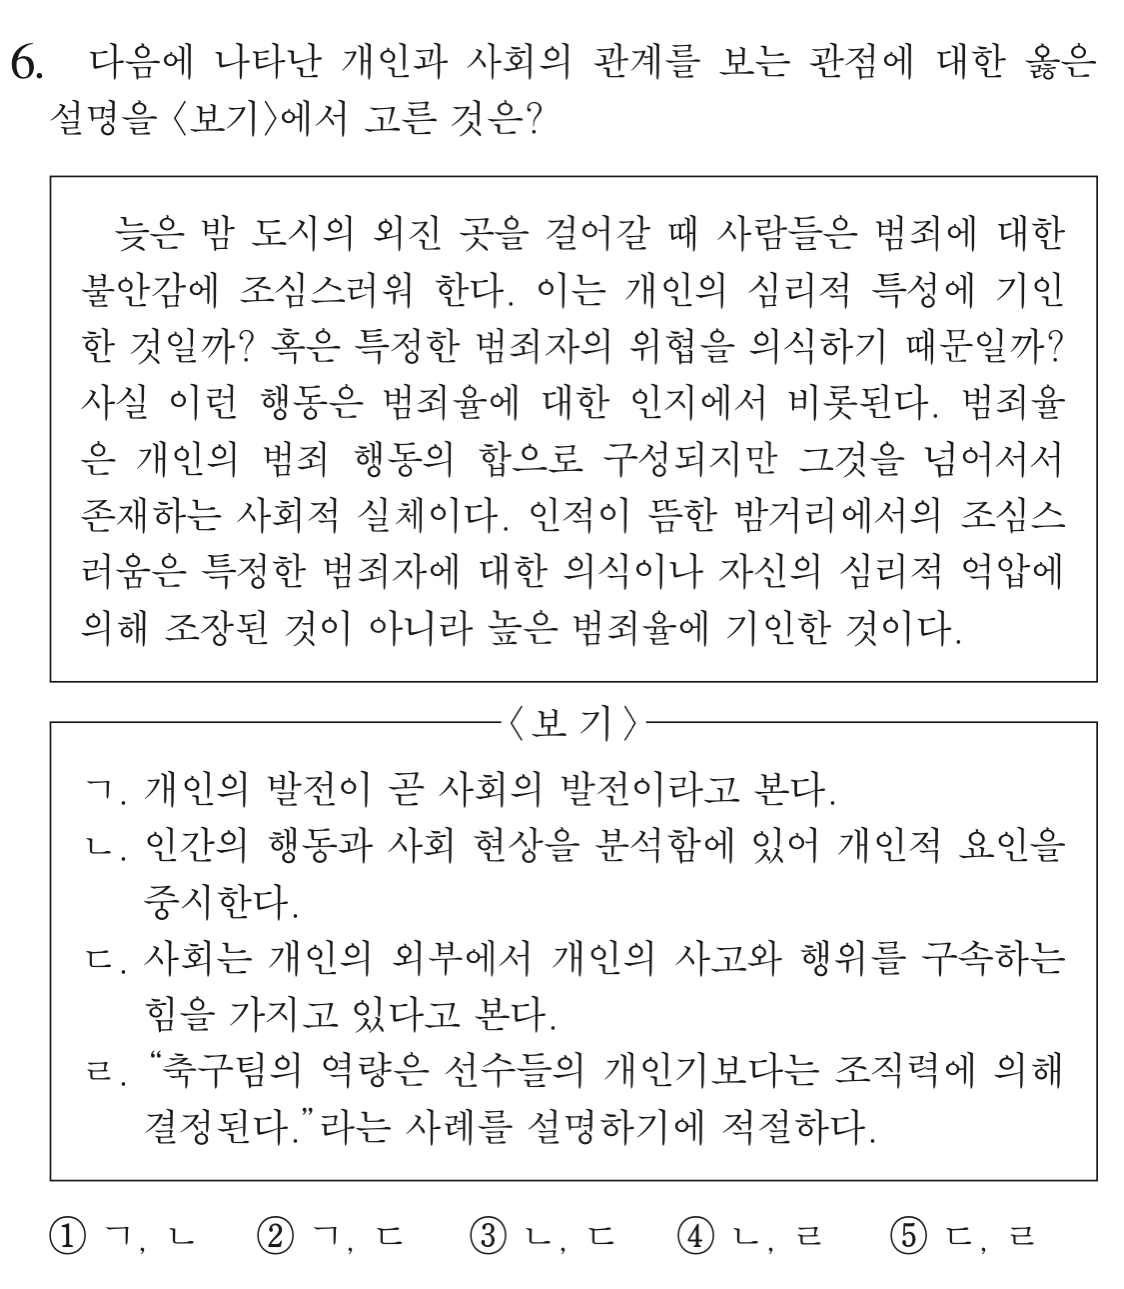 6. 다음에 나타난 개인과 사회의 관계를 보는 관점에 대한 옳은
설명을 〈보기〉에서 고른 것은?
늦은 밤 도시의 외진 곳을 걸어갈 때 사람들은 범죄에 대한
불안감에 조심스러워 한다. 이는 개인의 심리적 특성에 기인
한 것일까? 혹은 특정한 범죄자의 위협을 의식하기 때문일까?
사실 이런 행동은 범죄율에 대한 인지에서 비롯된다. 범죄율
은 개인의 범죄 행동의 합으로 구성되지만 그것을 넘어서서
존재하는 사회적 실체이다. 인적이 뜸한 밤거리에서의 조심스
러움은 특정한 범죄자에 대한 의식이나 자신의 심리적 억압에
의해 조장된 것이 아니라 높은 범죄율에 기인한 것이다.
〈보 기〉
ㄱ. 개인의 발전이 곧 사회의 발전이라고 본다.
ㄴ. 인간의 행동과 사회 현상을 분석함에 있어 개인적 요인을
중시한다.
ㄷ. 사회는 개인의 외부에서 개인의 사고와 행위를 구속하는
힘을 가지고 있다고 본다.
ㄹ. “축구팀의 역량은 선수들의 개인기보다는 조직력에 의해
결정된다.”라는 사례를 설명하기에 적절하다.
① ㄱ, ㄴ ② ㄱ, ㄷ ③ ㄴ, ㄷ ④ ㄴ, ㄹ ⑤ ㄷ, ㄹ